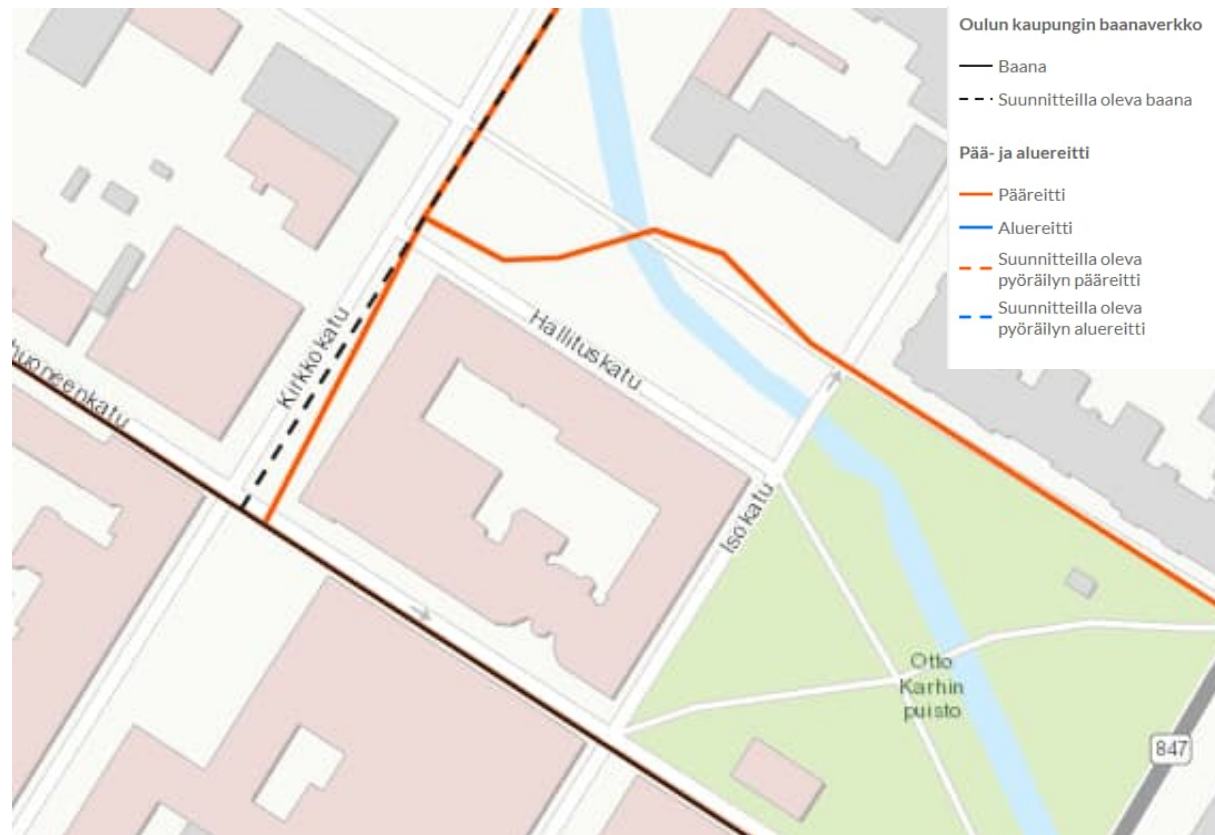 Oulun kaupungin baanaverkko
Baana
Suunnitteilla oleva baana
Pää- ja aluereitti
Pääreitti
Aluereitti
Suunnitteilla oleva
pyöräilyn pääreitti
Suunnitteilla oleva
pyöräilyn aluereitti
Kirkkokatu
Hallituskatu
huoneenkatu
Isokatu
Otto
Karhin
puisto
847